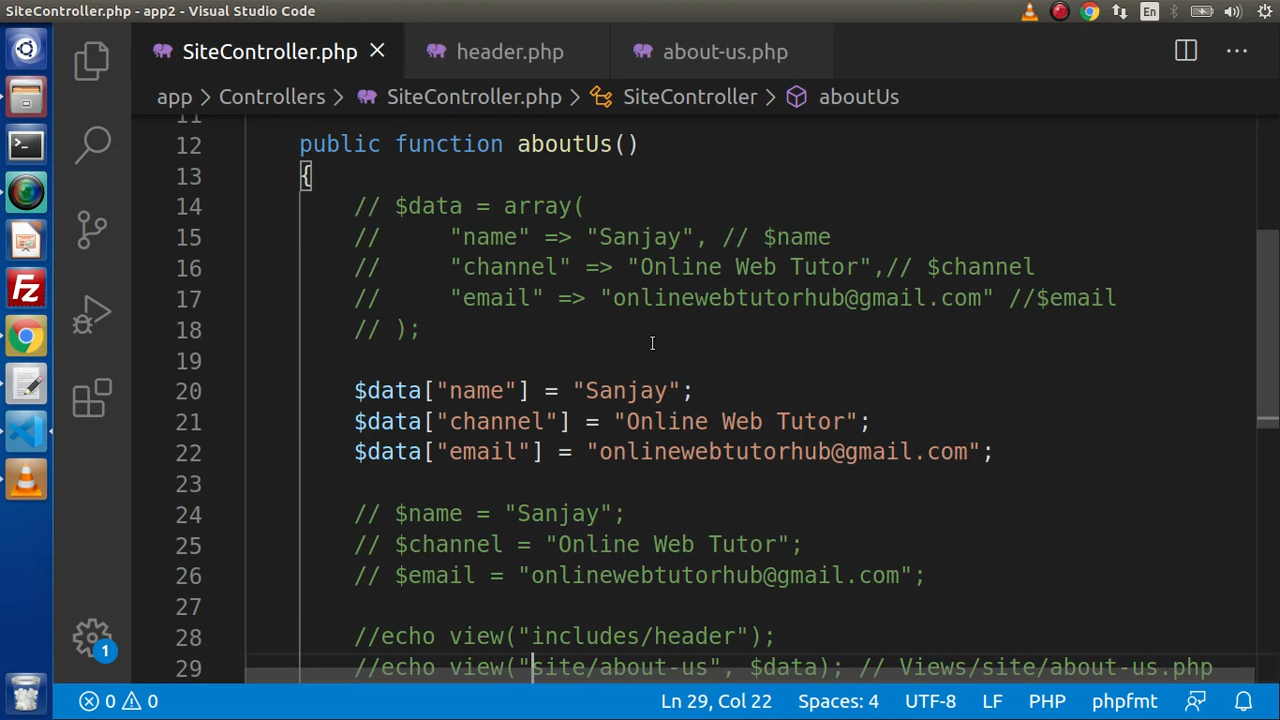 SiteController.php - app2 - Visual Studio Code
En
SiteController.php
header.php
about-us.php
app > Controllers > SiteController.php > SiteController > aboutUs
11
12 public function aboutUs()
13 {
14 // $data = array(
15 // "name" => "Sanjay", // $name
16 // "channel" => "Online Web Tutor",// $channel
17 // "email" => "onlinewebtutorhub@gmail.com" //$email
18 // );
19
20 $data["name"] = "Sanjay";
21 $data["channel"] = "Online Web Tutor";
22 $data["email"] = "onlinewebtutorhub@gmail.com";
23
24 // $name = "Sanjay";
25 // $channel = "Online Web Tutor";
26 // $email = "onlinewebtutorhub@gmail.com";
27
28 //echo view("includes/header");
29 //echo view("site/about-us", $data); // Views/site/about-us.php
1
0 0 Ln 29, Col 22 Spaces: 4 UTF-8 LF PHP phpfmt